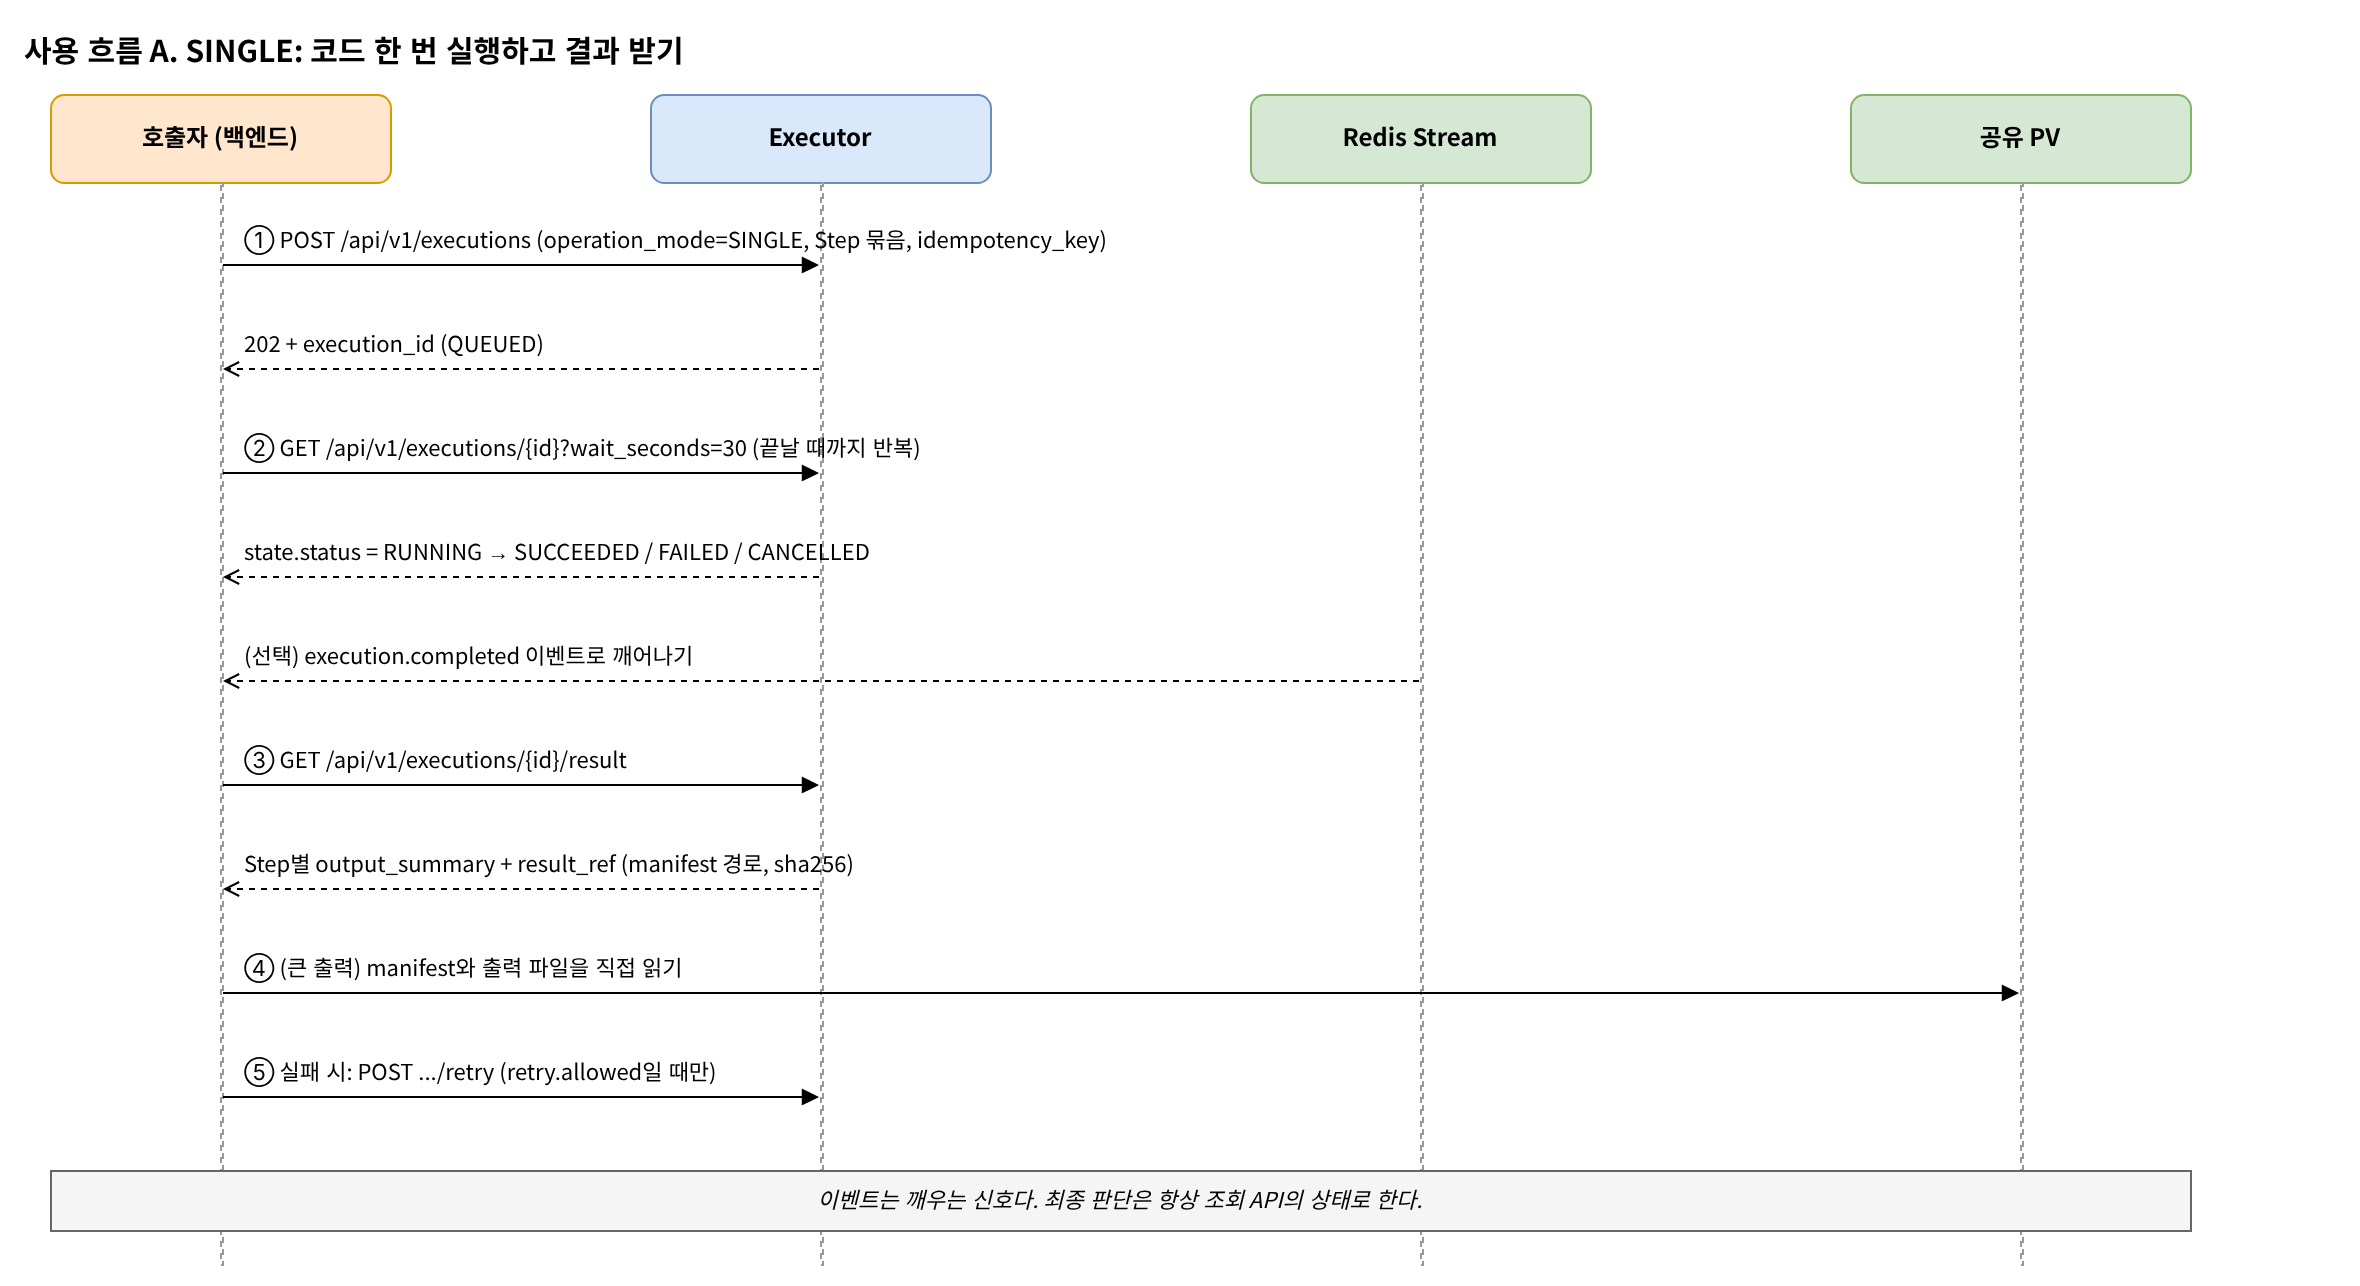 사용 흐름 A. SINGLE: 코드 한 번 실행하고 결과 받기
호출자 (백엔드)
Executor
Redis Stream
공유 PV
① POST /api/v1/executions (operation_mode=SINGLE, Step 묶음, idempotency_key)
202 + execution_id (QUEUED)
② GET /api/v1/executions/{id}?wait_seconds=30 (끝날 때까지 반복)
state.status = RUNNING → SUCCEEDED / FAILED / CANCELLED
(선택) execution.completed 이벤트로 깨어나기
③ GET /api/v1/executions/{id}/result
Step별 output_summary + result_ref (manifest 경로, sha256)
④ (큰 출력) manifest와 출력 파일을 직접 읽기
⑤ 실패 시: POST .../retry (retry.allowed일 때만)
이벤트는 깨우는 신호다. 최종 판단은 항상 조회 API의 상태로 한다.